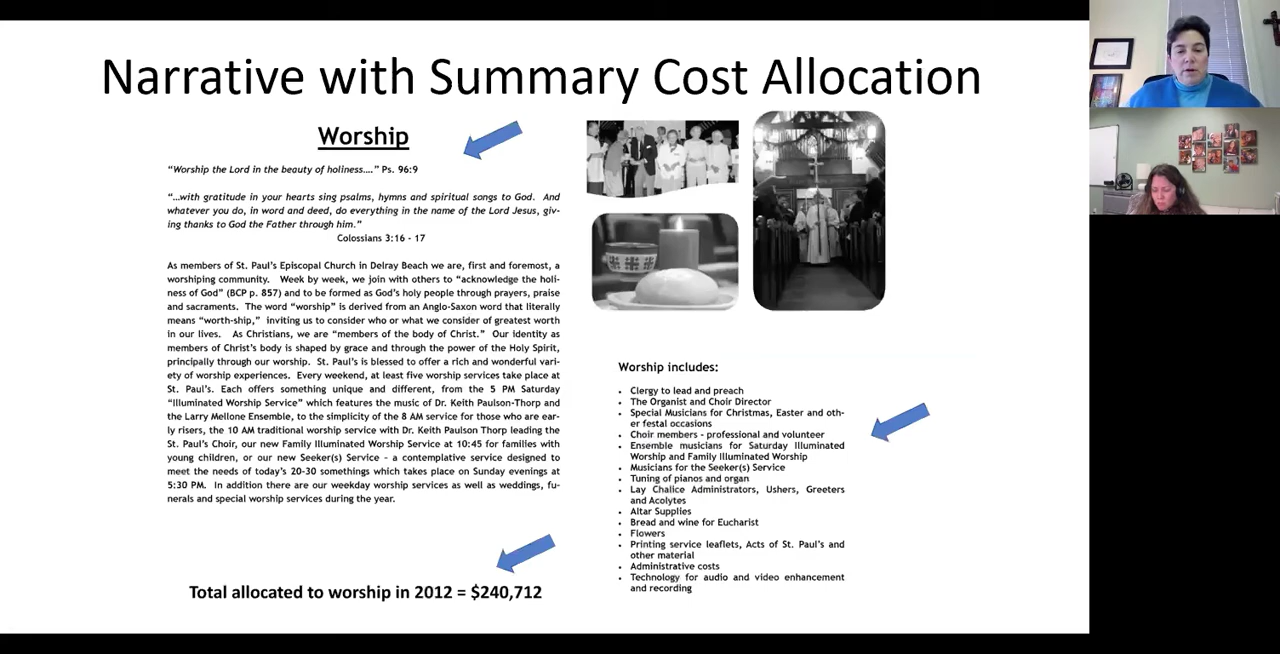 Narrative with Summary Cost Allocation
Worship
“Worship the Lord in the beauty of holiness....” Ps. 96:9
“...with gratitude in your hearts sing psalms, hymns and spiritual songs to God.  And
whatever you do, in word and deed, do everything in the name of the Lord Jesus, giv-
ing thanks to God the Father through him.”
Colossians 3:16 - 17
As members of St. Paul’s Episcopal Church in Delray Beach we are, first and foremost, a
worshiping community.  Week by week, we join with others to “acknowledge the holi-
ness of God” (BCP p. 857) and to be formed as God’s holy people through prayers, praise
and sacraments.  The word “worship” is derived from an Anglo-Saxon word that literally
means “worth-ship,”  inviting us to consider who or what we consider of greatest worth
in our lives.  As Christians, we are “members of the body of Christ.”  Our identity as
members of Christ’s body is shaped by grace and through the power of the Holy Spirit,
principally through our worship.  St. Paul’s is blessed to offer a rich and wonderful vari-
ety of worship experiences.  Every weekend, at least five worship services take place at
St. Paul’s. Each offers something unique and different, from the 5 PM Saturday
“Illuminated Worship Service” which features the music of Dr. Keith Paulson-Thorp and
the Larry Mellone Ensemble, to the simplicity of the 8 AM service for those who are ear-
ly risers, the 10 AM traditional worship service with Dr. Keith Paulson Thorp leading the
St. Paul’s Choir, our new Family Illuminated Worship Service at 10:45 for families with
young children, or our new Seeker(s) Service – a contemplative service designed to
meet the needs of today’s 20-30 somethings which takes place on Sunday evenings at
5:30 PM.  In addition there are our weekday worship services as well as weddings, fu-
nerals and special worship services during the year.
Total allocated to worship in 2012 = $240,712
Worship includes:
• Clergy to lead and preach
• The Organist and Choir Director
• Special Musicians for Christmas, Easter and oth-
er festal occasions
• Choir members - professional and volunteer
• Ensemble musicians for Saturday Illuminated
Worship and Family Illuminated Worship
• Musicians for the Seeker(s) Service
• Tuning of pianos and organ
• Lay Chalice Administrators, Ushers, Greeters
and Acolytes
• Altar Supplies
• Bread and wine for Eucharist
• Flowers
• Printing service leaflets, Acts of St. Paul’s and
other material
• Administrative costs
• Technology for audio and video enhancement
and recording